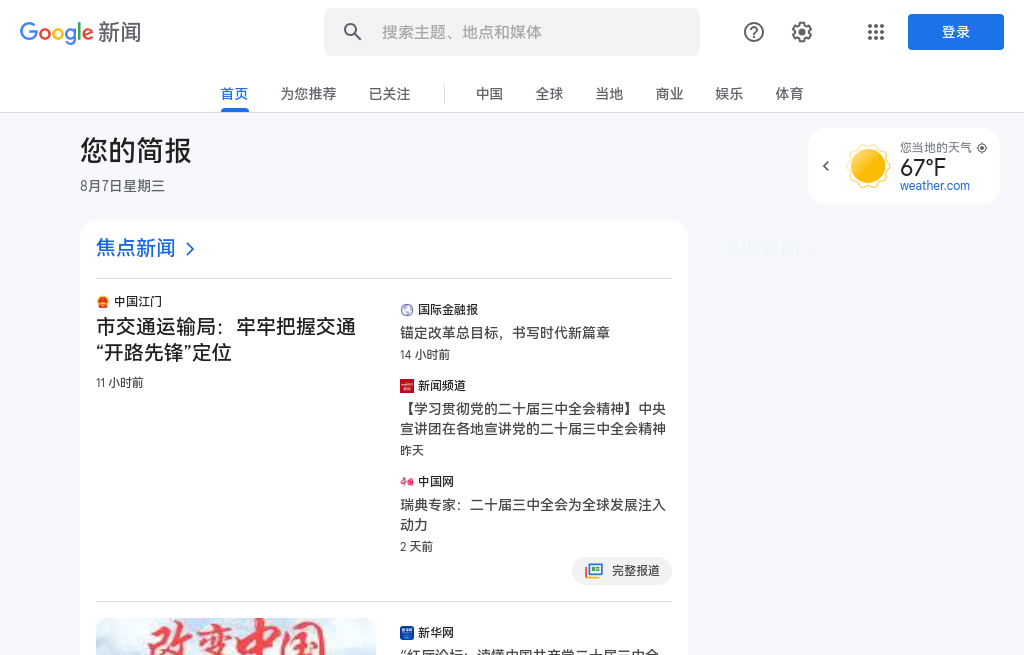 Google 新闻
搜索主题、地点和媒体
登录
首页 为您推荐 已关注 中国 全球 当地 商业 娱乐 体育
您的简报
8月7日星期三
您当地的天气
67°F
weather.com
焦点新闻
本地新闻
中国江门
市交通运输局：牢牢把握交通
“开路先锋”定位
11 小时前
国际金融报
锚定改革总目标，书写时代新篇章
14 小时前
新闻频道
【学习贯彻党的二十届三中全会精神】中央
宣讲团在各地宣讲党的二十届三中全会精神
昨天
中国网
瑞典专家：二十届三中全会为全球发展注入
动力
2 天前
完整报道
改变中国
新华网
“红厅论坛：读懂中国共产党二十届三中全